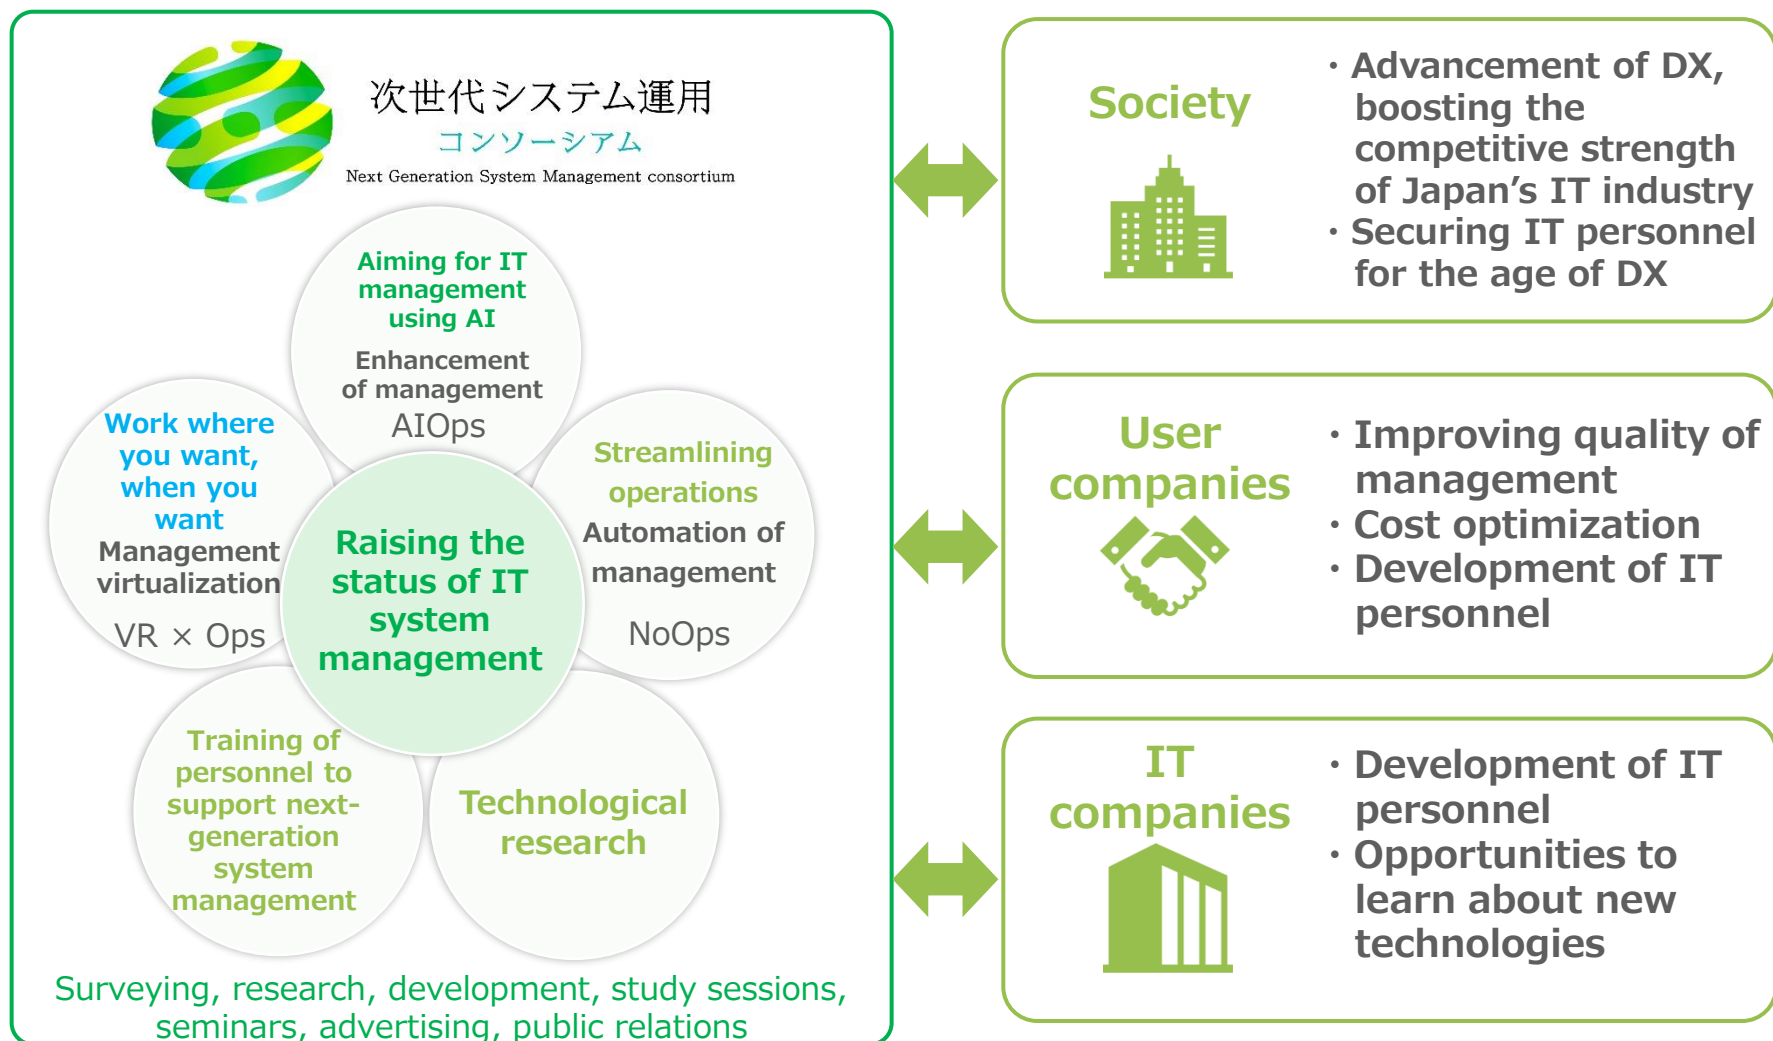 次世代システム運用
コンソーシアム
Next Generation System Management consortium
Aiming for IT
management
using AI
Enhancement
of management
AIOps
Work where
you want,
when you
want
Management
virtualization
VR × Ops
Streamlining
operations
Automation of
management
NoOps
Raising the
status of IT
system
management
Training of
personnel to
support next-
generation
system
management
Technological
research
Surveying, research, development, study sessions,
seminars, advertising, public relations
Society
・Advancement of DX,
boosting the
competitive strength
of Japan’s IT industry
・Securing IT personnel
for the age of DX
User
companies
・Improving quality of
management
・Cost optimization
・Development of IT
personnel
IT
companies
・Development of IT
personnel
・Opportunities to
learn about new
technologies